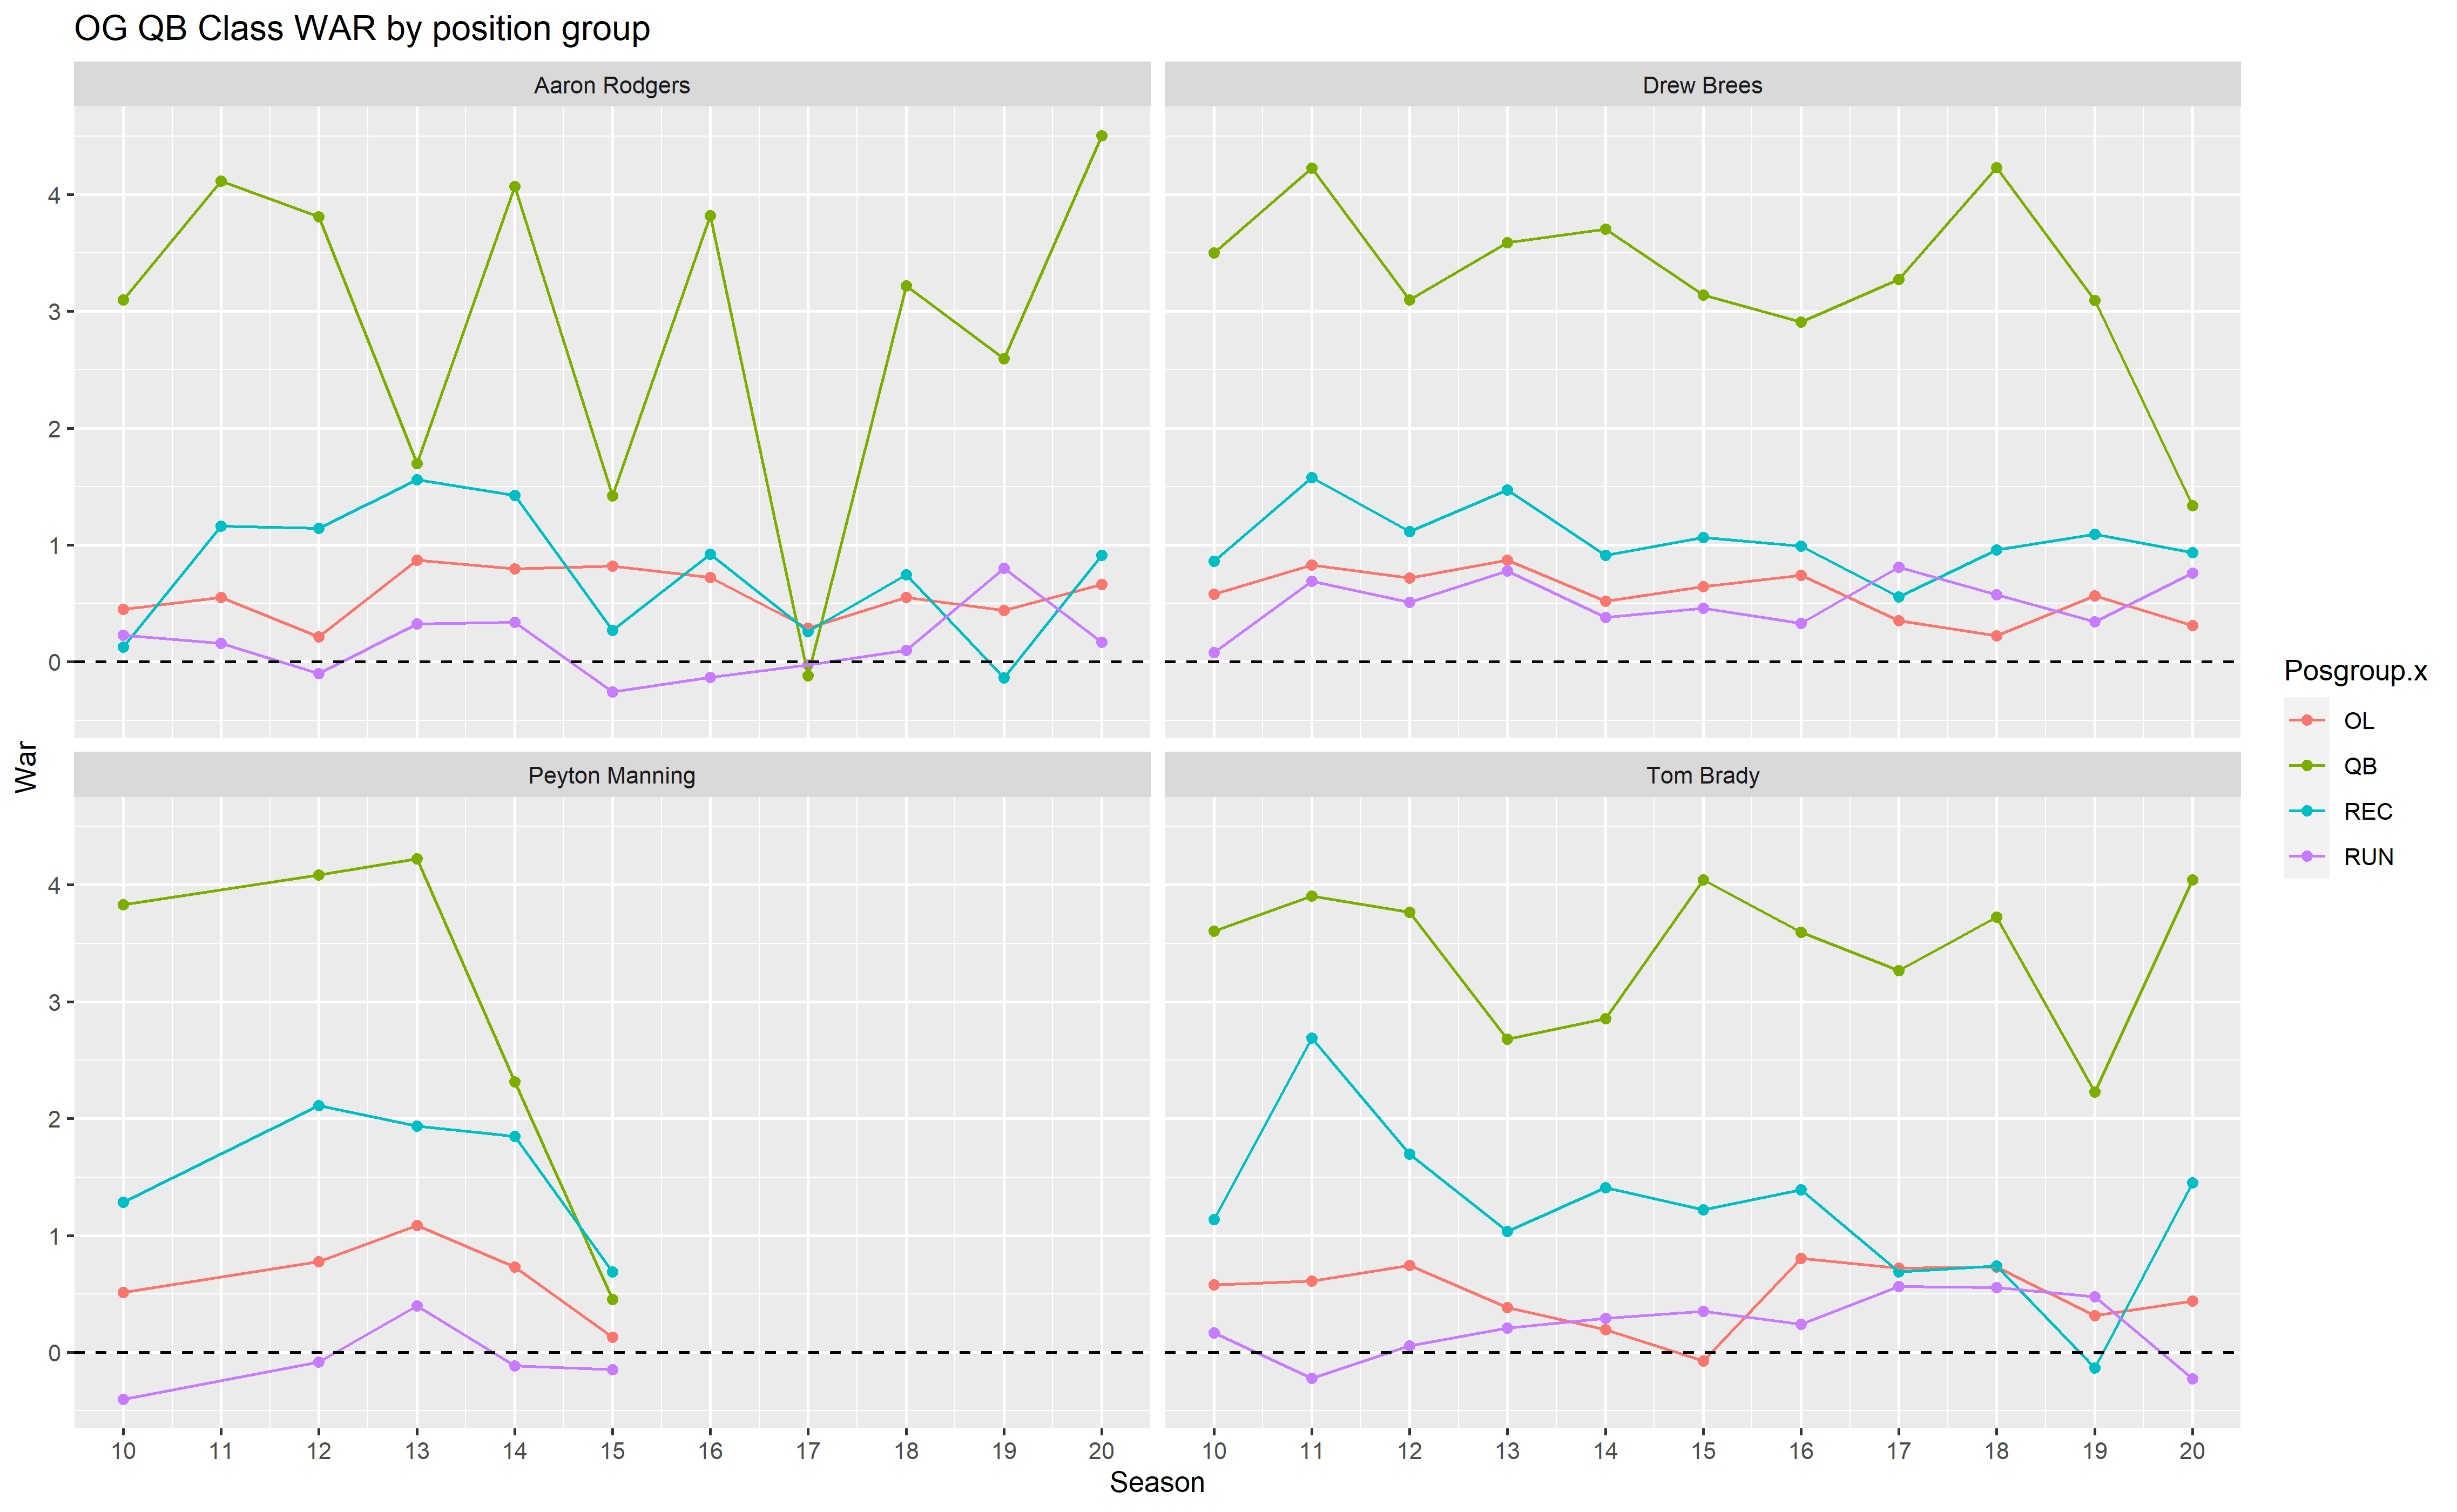 OG QB Class WAR by position group
Aaron Rodgers
Drew Brees
4
3
2
1
0
Peyton Manning
Tom Brady
4
3
2
1
0
War
10 11 12 13 14 15 16 17 18 19 20
10 11 12 13 14 15 16 17 18 19 20
Season
Posgroup.x
OL
QB
REC
RUN